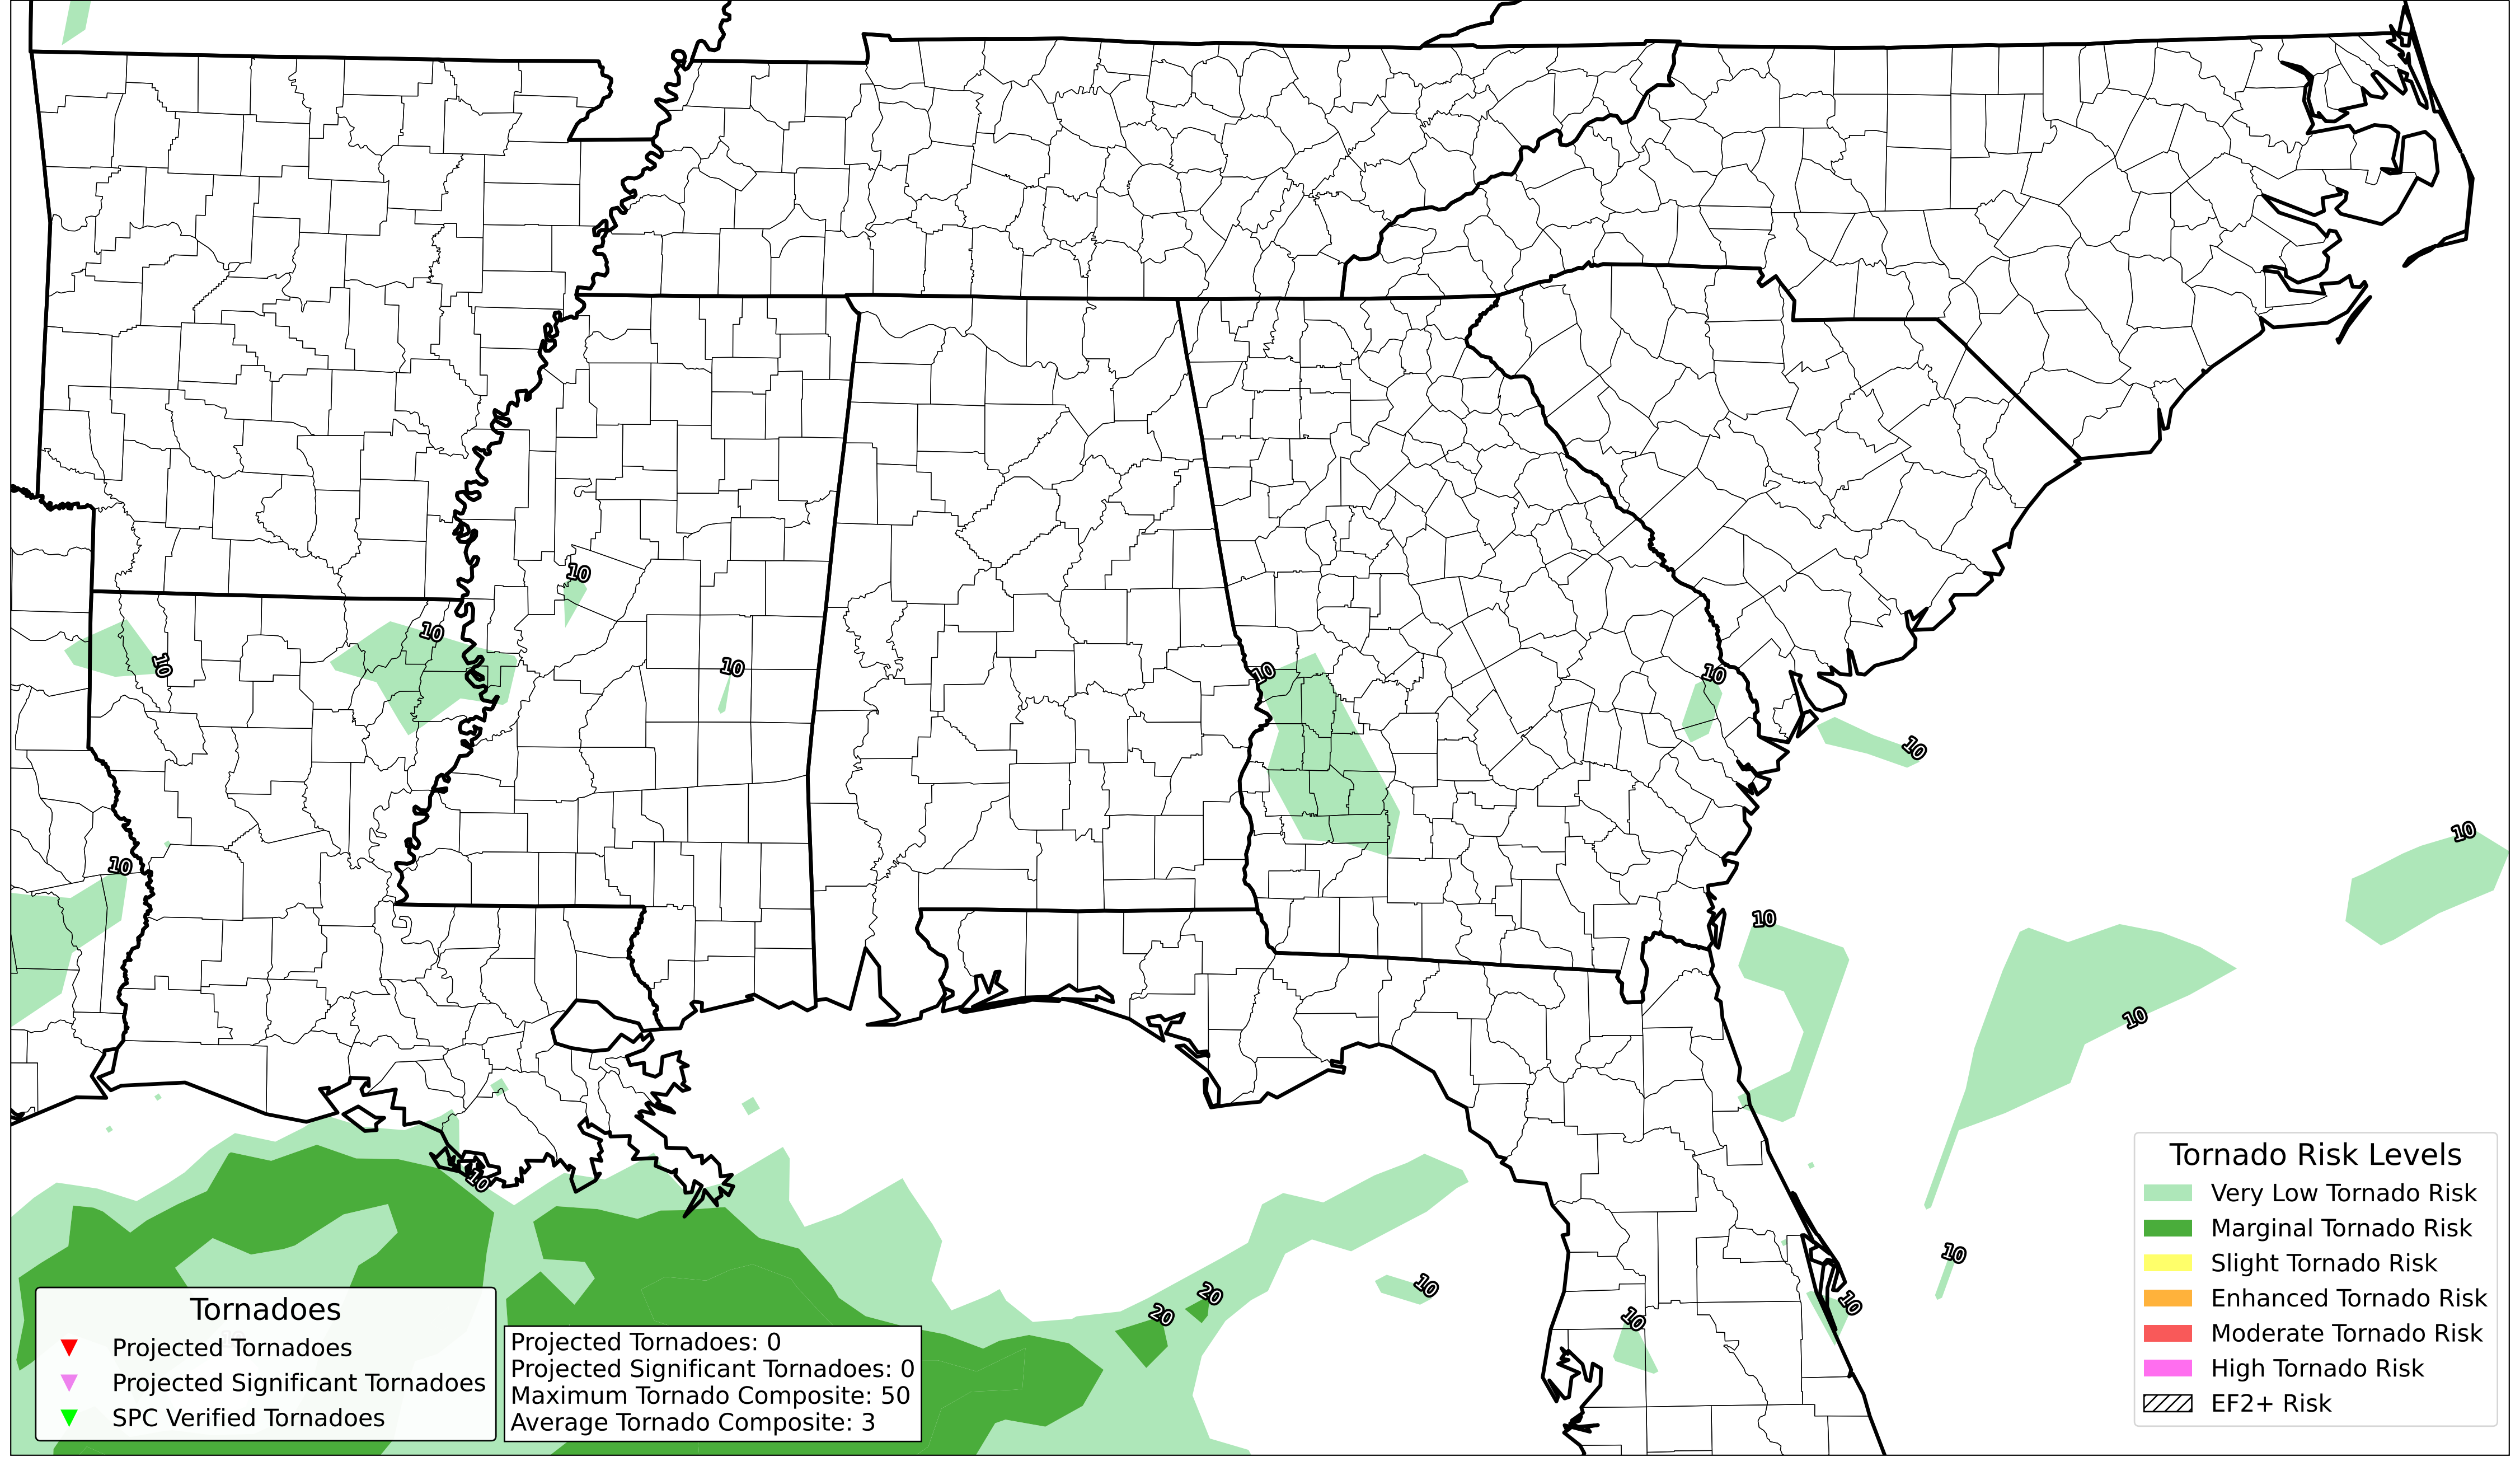 10
10
10
10
10
10
10
10
10
10
10
10
10
20
20
10
10
10
10
Tornadoes
Projected Tornadoes
Projected Significant Tornadoes
SPC Verified Tornadoes
Projected Tornadoes: 0
Projected Significant Tornadoes: 0
Maximum Tornado Composite: 50
Average Tornado Composite: 3
Tornado Risk Levels
Very Low Tornado Risk
Marginal Tornado Risk
Slight Tornado Risk
Enhanced Tornado Risk
Moderate Tornado Risk
High Tornado Risk
EF2+ Risk